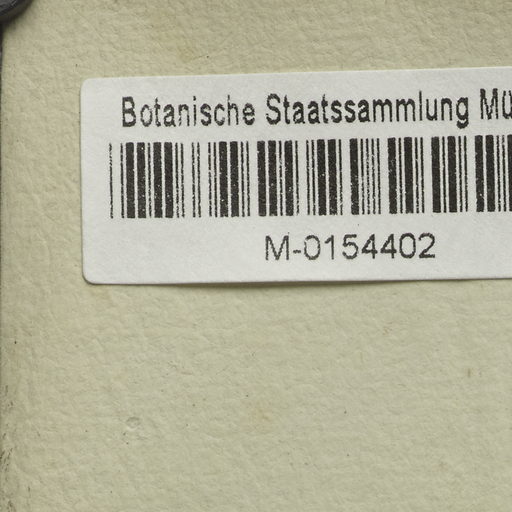 Botanische Staatssammlung Mü
M-0154402